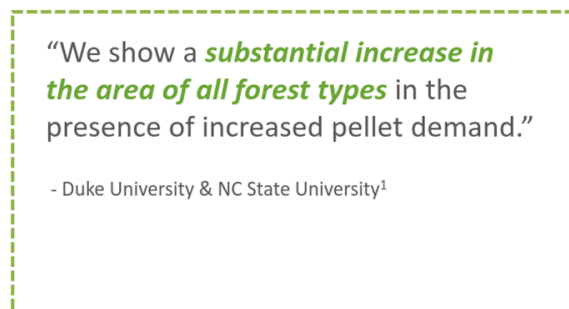 “We show a substantial increase in
the area of all forest types in the
presence of increased pellet demand.”
- Duke University & NC State University¹